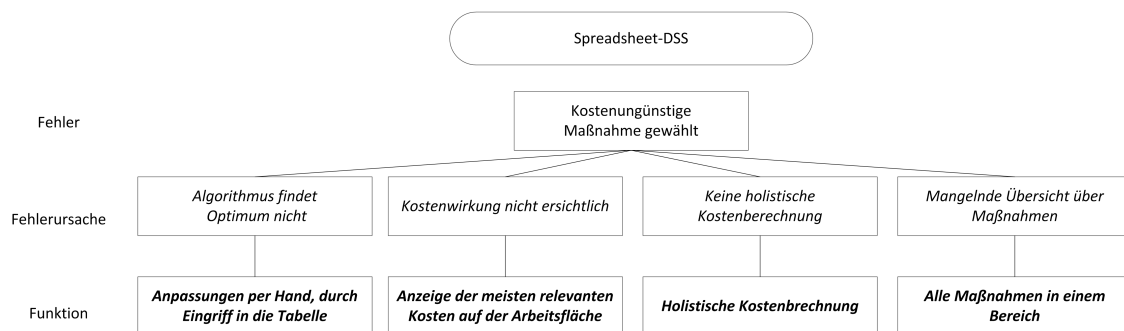 Spreadsheet-DSS
Fehler
Kostenungünstige
Maßnahme gewählt
Fehlerursache
Algorithmus findet
Optimum nicht
Kostenwirkung nicht ersichtlich
Keine holistische
Kostenberechnung
Mangelnde Übersicht über
Maßnahmen
Funktion
Anpassungen per Hand, durch
Eingriff in die Tabelle
Anzeige der meisten relevanten
Kosten auf der Arbeitsfläche
Holistische Kostenbrechnung
Alle Maßnahmen in einem
Bereich